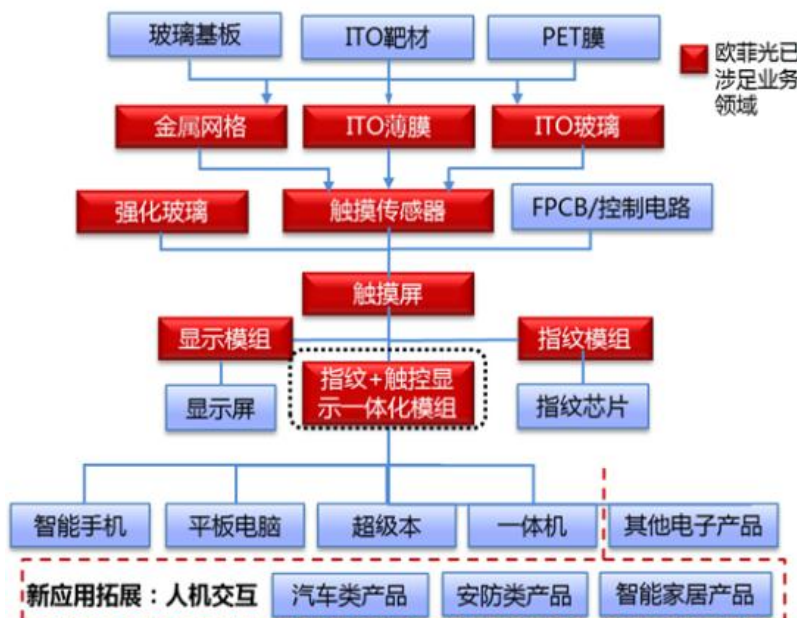 玻璃基板
ITO靶材
PET膜
欧菲光已
涉足业务
领域
金属网格
ITO薄膜
ITO玻璃
强化玻璃
触摸传感器
FPCB/控制电路
触摸屏
显示模组
指纹模组
指纹+触控显
示一体化模组
显示屏
指纹芯片
智能手机
平板电脑
超级本
一体机
其他电子产品
新应用拓展：人机交互
汽车类产品
安防类产品
智能家居产品